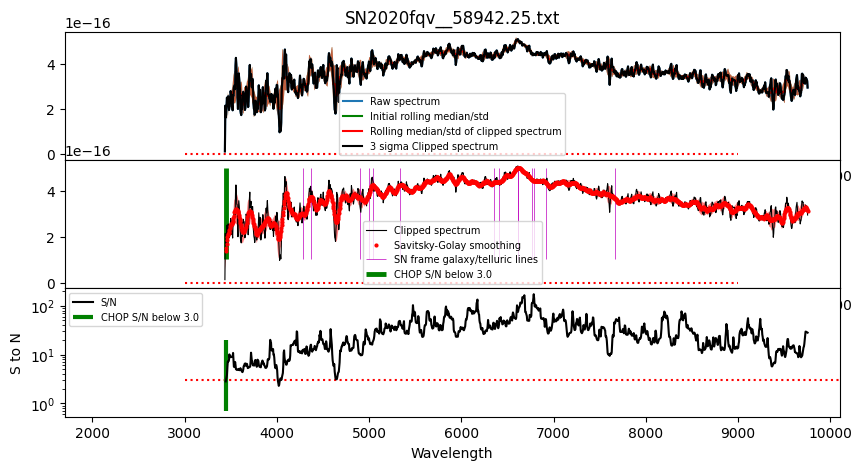 SN2020fqv__58942.25.txt
1e−16
4
2
0
Raw spectrum
Initial rolling median/std
Rolling median/std of clipped spectrum
3 sigma Clipped spectrum
1e−16
00
4
2
0
Clipped spectrum
Savitsky-Golay smoothing
SN frame galaxy/telluric lines
CHOP S/N below 3.0
00
S/N
CHOP S/N below 3.0
S to N
10²
10¹
10⁰
2000 3000 4000 5000 6000 7000 8000 9000 10000
Wavelength